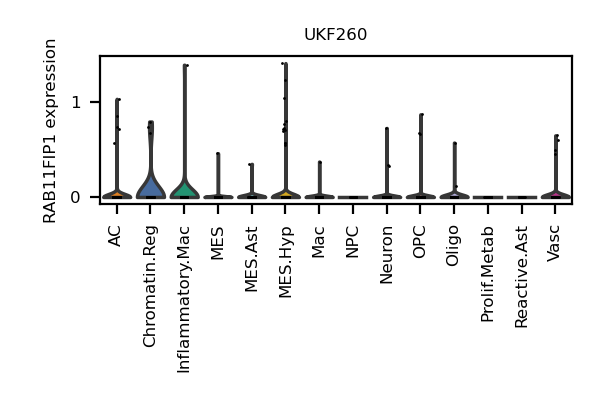 UKF260
RAB11FIP1 expression
1
0
AC
Chromatin.Reg
Inflammatory.Mac
MES
MES.Ast
MES.Hyp
Mac
NPC
Neuron
OPC
Oligo
Prolif.Metab
Reactive.Ast
Vasc